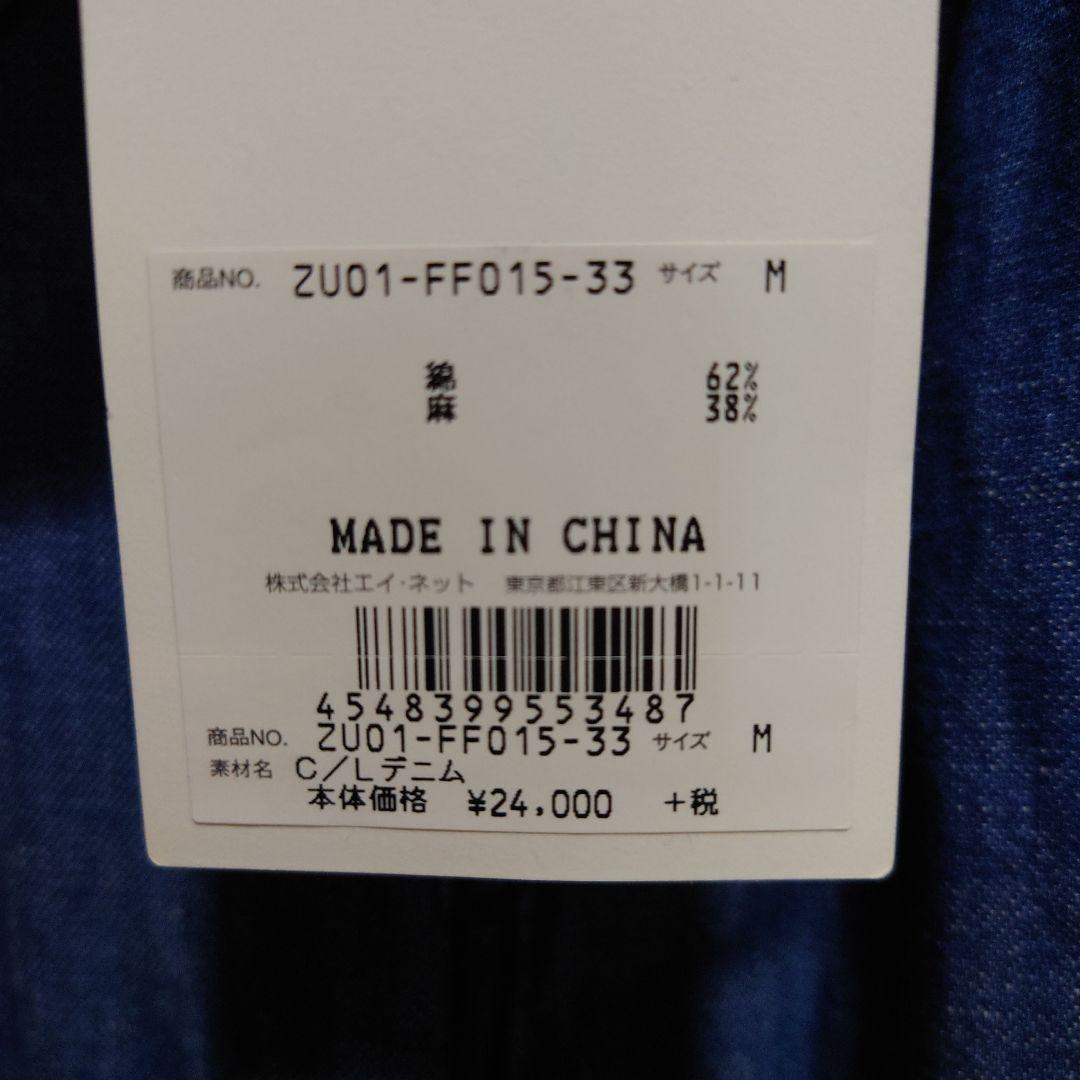 商品NO. ZU01-FF015-33 サイズ M
綿 62%
麻 38%
MADE IN CHINA
株式会社エイ・ネット 東京都江東区新大橋1-1-11
4548399553487
商品NO. ZU01-FF015-33 サイズ M
素材名 C/Lデニム
本体価格 ¥24,000 +税